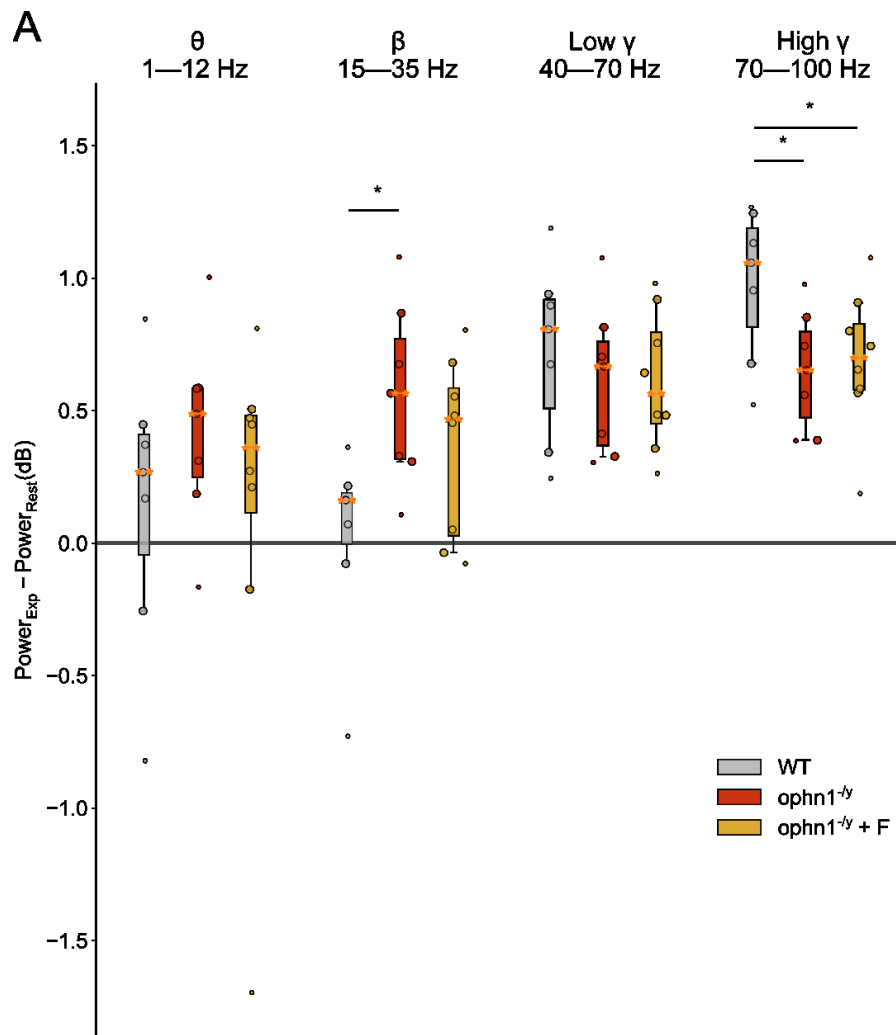 A
θ
1—12 Hz
β
15—35 Hz
Low γ
40—70 Hz
High γ
70—100 Hz
*
*
*
1.5
1.0
0.5
0.0
−0.5
−1.0
−1.5
Power_Exp − Power_Rest(dB)
WT
ophn1^-/y
ophn1^-/y + F